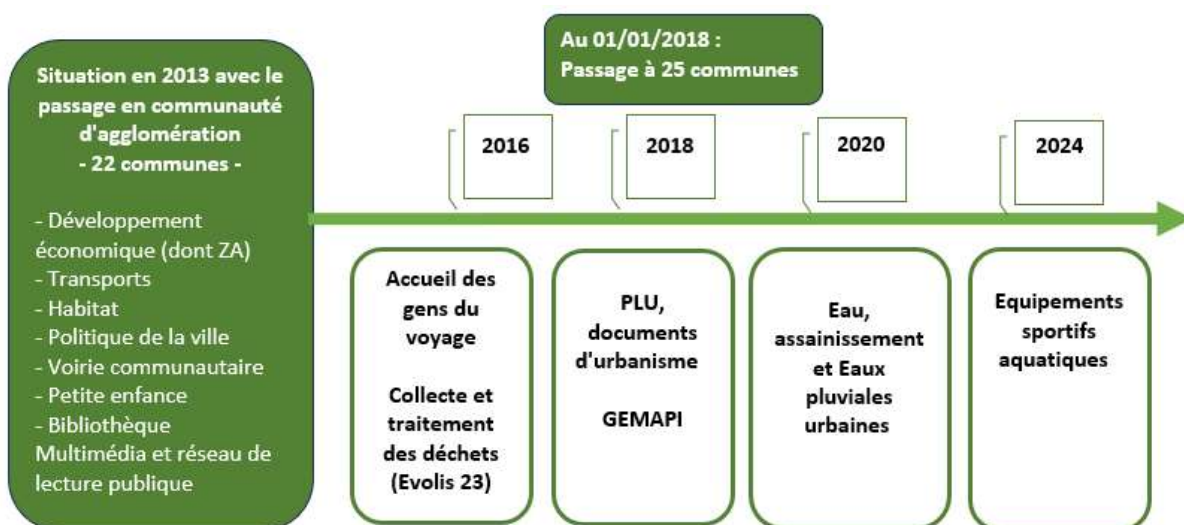 Situation en 2013 avec le
passage en communauté
d'agglomération
- 22 communes -
- Développement
économique (dont ZA)
- Transports
- Habitat
- Politique de la ville
- Voirie communautaire
- Petite enfance
- Bibliothèque
Multimédia et réseau de
lecture publique
Au 01/01/2018 :
Passage à 25 communes
2016
2018
2020
2024
Accueil des
gens du
voyage
Collecte et
traitement
des déchets
(Evolis 23)
PLU,
documents
d'urbanisme
GEMAPI
Eau,
assainissement
et Eaux
pluviales
urbaines
Equipements
sportifs
aquatiques